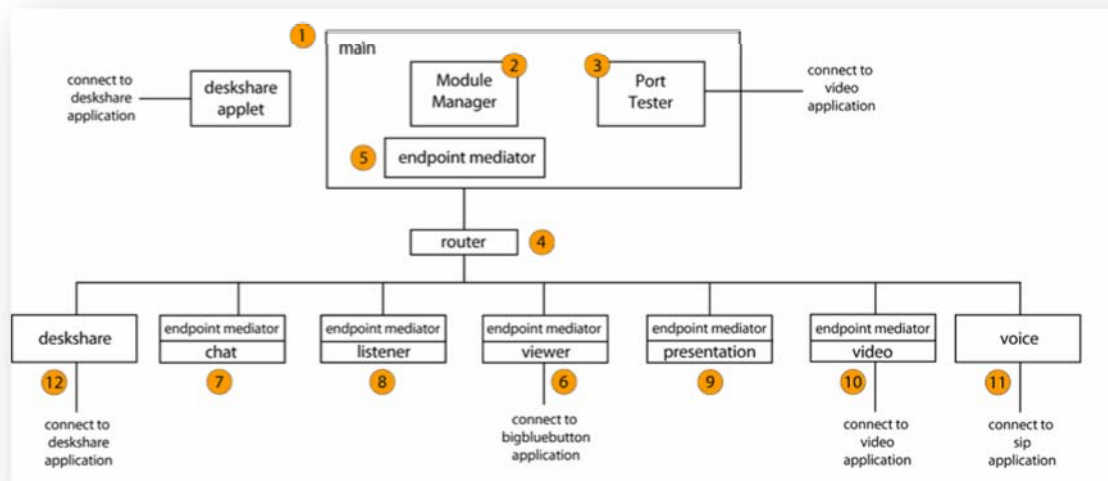 1
main
2
Module
Manager
3
Port
Tester
connect to
video
application
connect to
deskshare
application
deskshare
applet
5
endpoint mediator
router
4
deskshare
12
connect to
deskshare
application
endpoint mediator
chat
7
endpoint mediator
listener
8
endpoint mediator
viewer
6
connect to
bigbluebutton
application
endpoint mediator
presentation
9
endpoint mediator
video
10
connect to
video
application
voice
11
connect to
sip
application